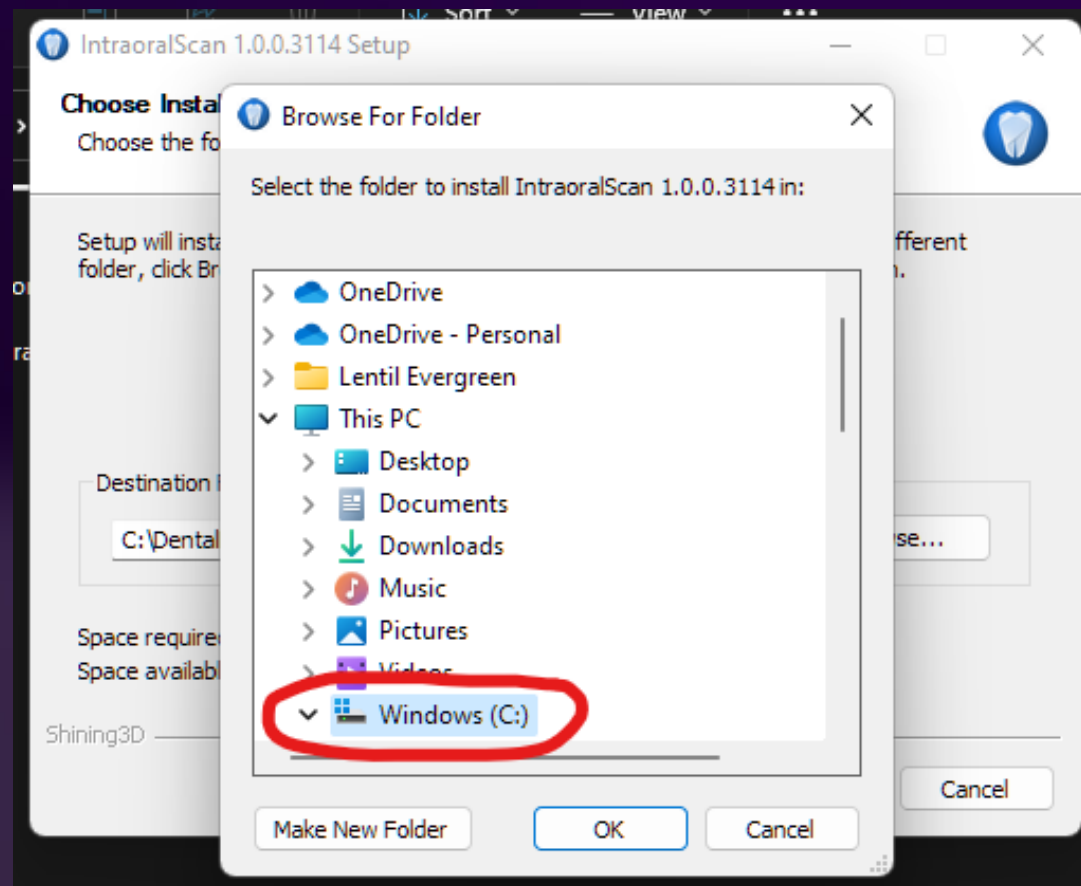 Sort
View
IntraoralScan 1.0.0.3114 Setup
Choose Instal
Choose the fo
Browse For Folder
Select the folder to install IntraoralScan 1.0.0.3114 in:
Setup will insta
fferent
folder, click Br
OneDrive
OneDrive - Personal
Lentil Evergreen
This PC
Desktop
Documents
Downloads
Music
Pictures
Videos
Windows (C:)
Destination
C:\Dental
se...
Space require
Space availabl
Shining3D
Cancel
Make New Folder
OK
Cancel